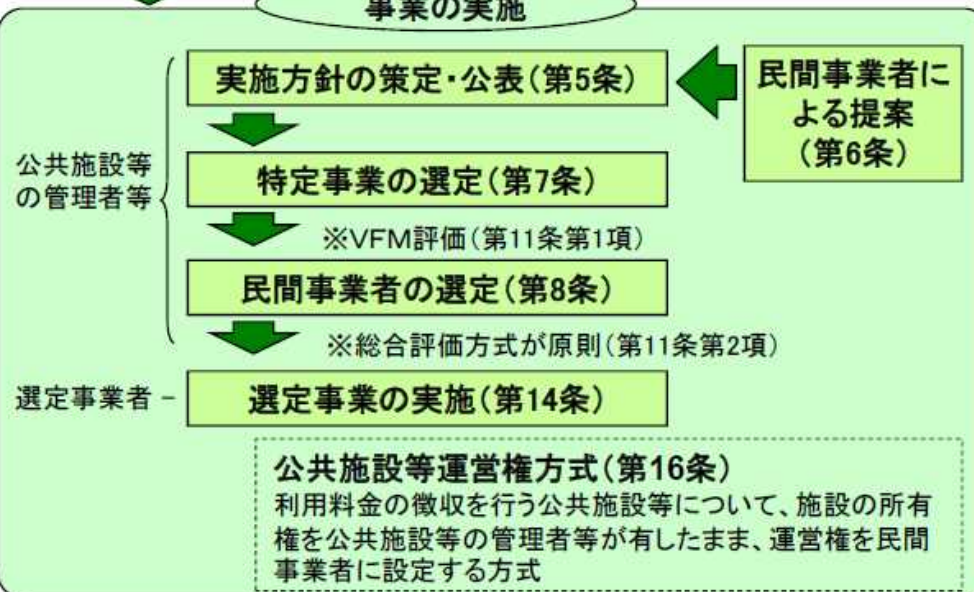 事業の実施
実施方針の策定・公表(第5条)
民間事業者に
よる提案
(第6条)
公共施設等
の管理者等
特定事業の選定(第7条)
※VFM評価(第11条第1項)
民間事業者の選定(第8条)
※総合評価方式が原則(第11条第2項)
選定事業者
選定事業の実施(第14条)
公共施設等運営権方式(第16条)
利用料金の徴収を行う公共施設等について、施設の所有
権を公共施設等の管理者等が有したまま、運営権を民間
事業者に設定する方式